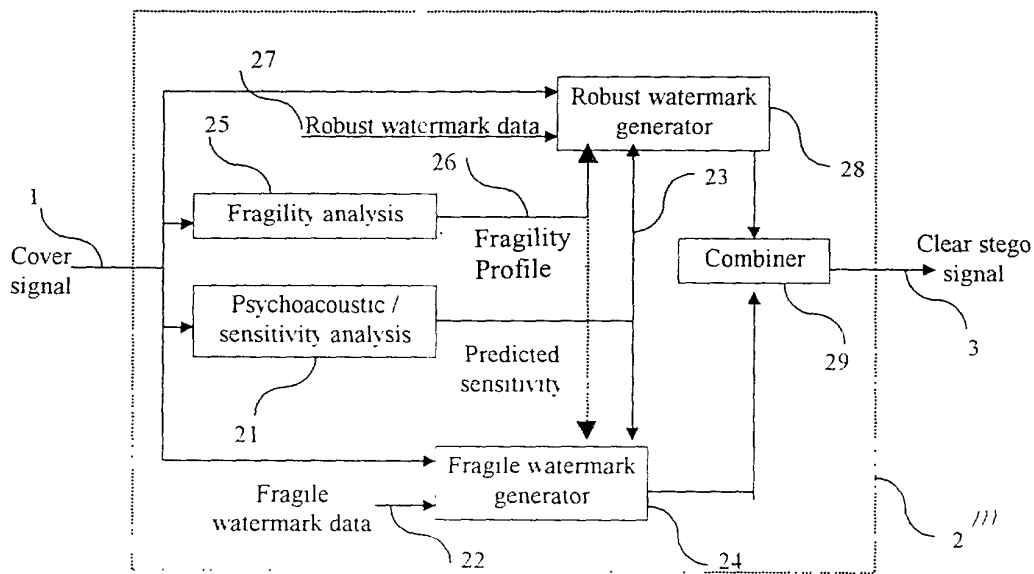 27
Robust watermark
generator
Robust watermark data
25
26
28
23
1
Fragility analysis
Cover
signal
Fragility
Profile
Combiner
Clear stego
signal
Psychoacoustic /
sensitivity analysis
Predicted
sensitivity
29
3
21
Fragile watermark
generator
Fragile
watermark data
22
24
2 ///